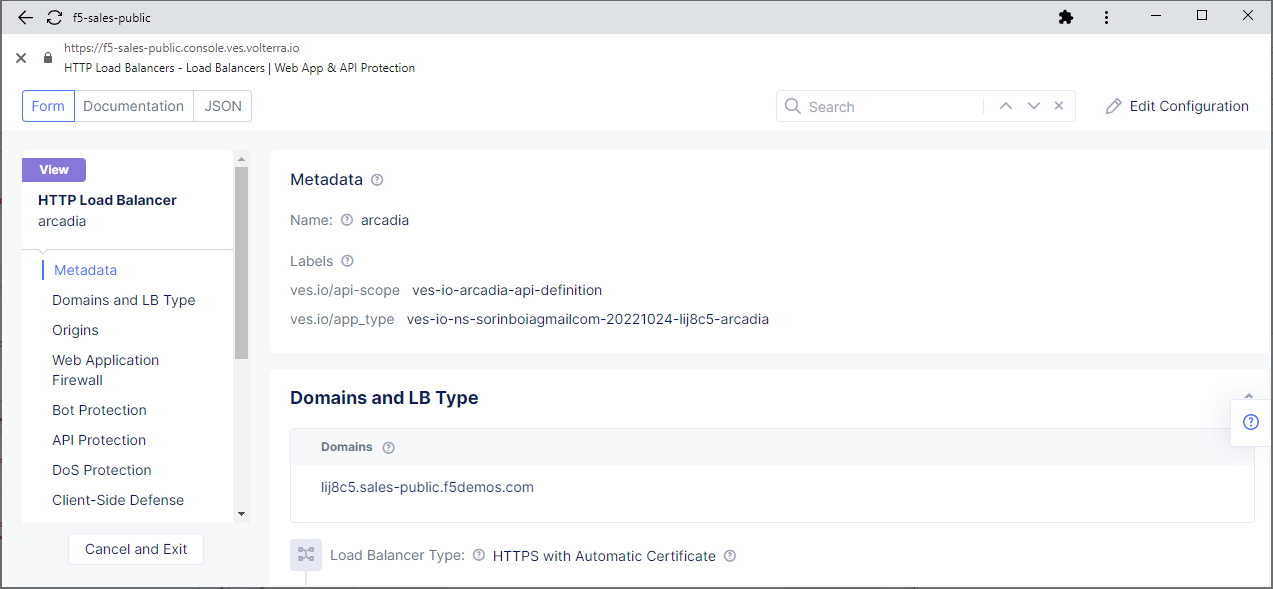 f5-sales-public
https://f5-sales-public.console.ves.volterra.io
HTTP Load Balancers - Load Balancers | Web App & API Protection
Form Documentation JSON
Search
Edit Configuration
View
HTTP Load Balancer
arcadia
Metadata
Domains and LB Type
Origins
Web Application
Firewall
Bot Protection
API Protection
DoS Protection
Client-Side Defense
Cancel and Exit
Metadata
Name: arcadia
Labels
ves.io/api-scope ves-io-arcadia-api-definition
ves.io/app_type ves-io-ns-sorinboiagmailcom-20221024-lij8c5-arcadia
Domains and LB Type
Domains
lij8c5.sales-public.f5demos.com
Load Balancer Type: HTTPS with Automatic Certificate